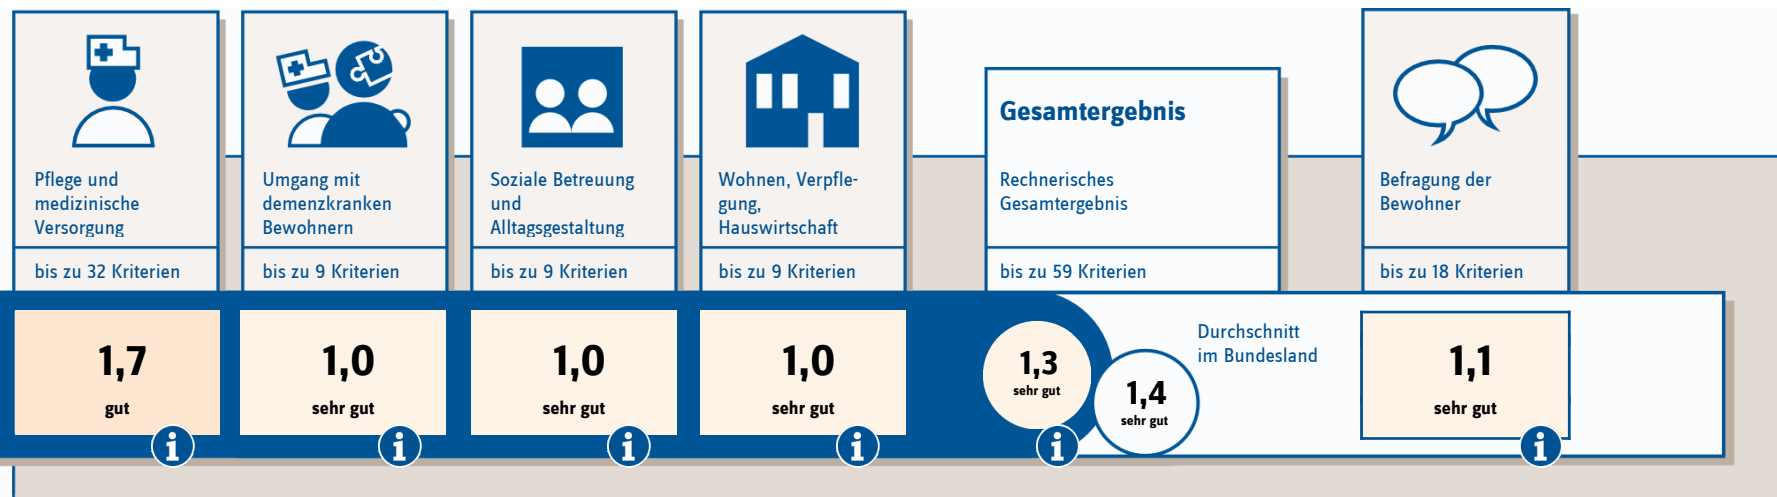 Pflege und
medizinische
Versorgung
bis zu 32 Kriterien
1,7
gut
Umgang mit
demenzkranken
Bewohnern
bis zu 9 Kriterien
1,0
sehr gut
Soziale Betreuung
und
Alltagsgestaltung
bis zu 9 Kriterien
1,0
sehr gut
Wohnen, Verpfle-
gung,
Hauswirtschaft
bis zu 9 Kriterien
1,0
sehr gut
Gesamtergebnis
Rechnerisches
Gesamtergebnis
bis zu 59 Kriterien
1,3
sehr gut
1,4
sehr gut
Durchschnitt
im Bundesland
Befragung der
Bewohner
bis zu 18 Kriterien
1,1
sehr gut